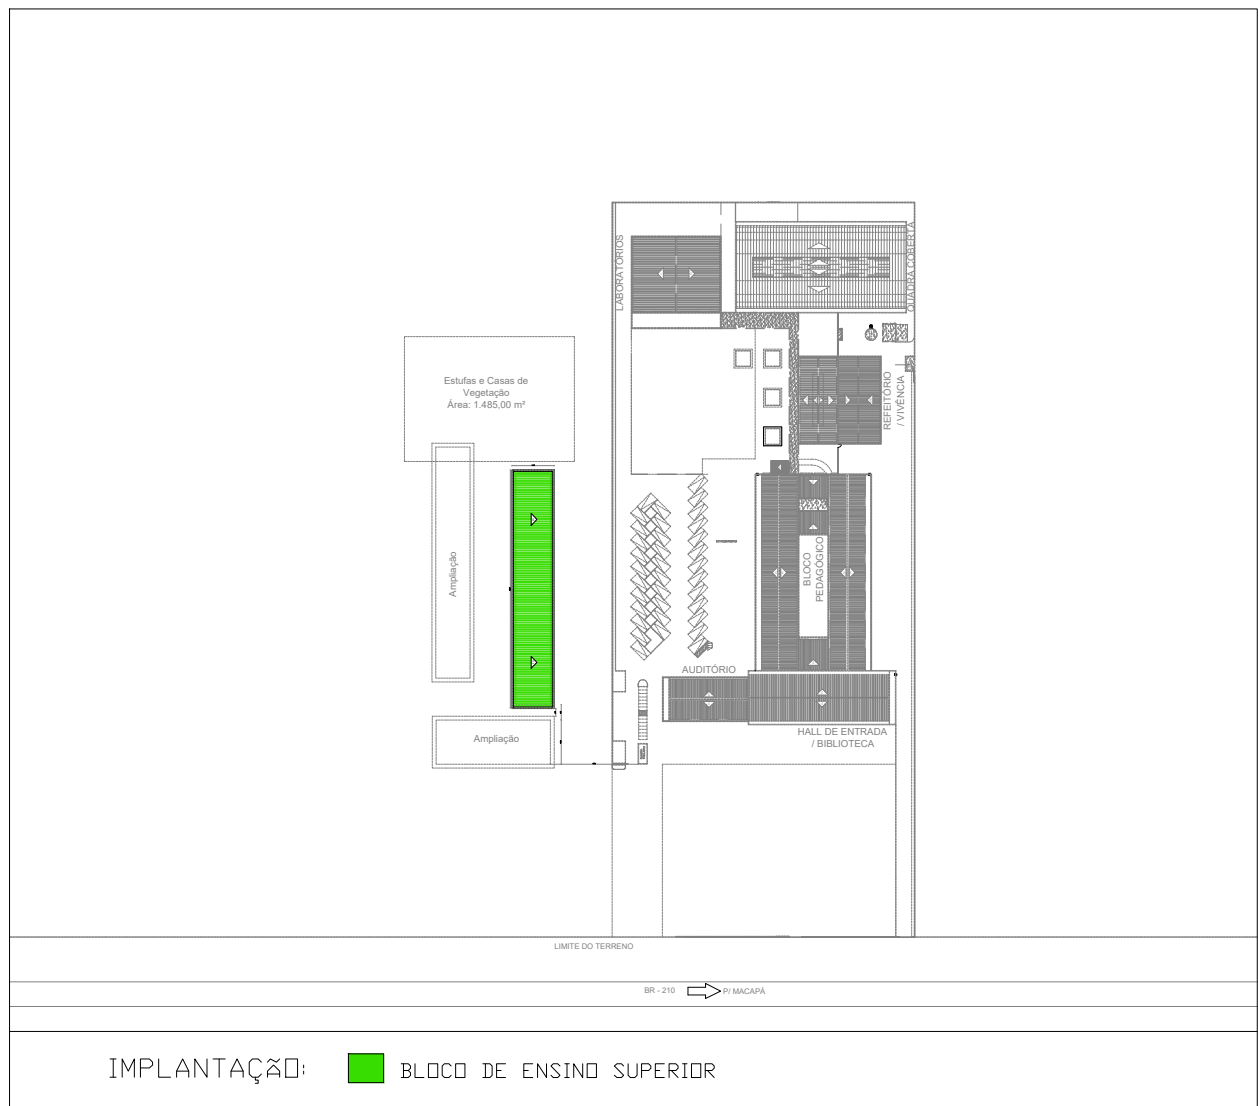 LABORATÓRIOS
QUADRA COBERTA
Estufas e Casas de
Vegetação
Área: 1.485,00 m²
REFEITÓRIO
/ VIVÊNCIA
Ampliação
BLOCO
PEDAGÓGICO
AUDITÓRIO
Ampliação
HALL DE ENTRADA
/ BIBLIOTECA
LIMITE DO TERRENO
BR - 210 P/ MACAPÁ
IMPLANTAÇÃO:
BLOCO DE ENSINO SUPERIOR